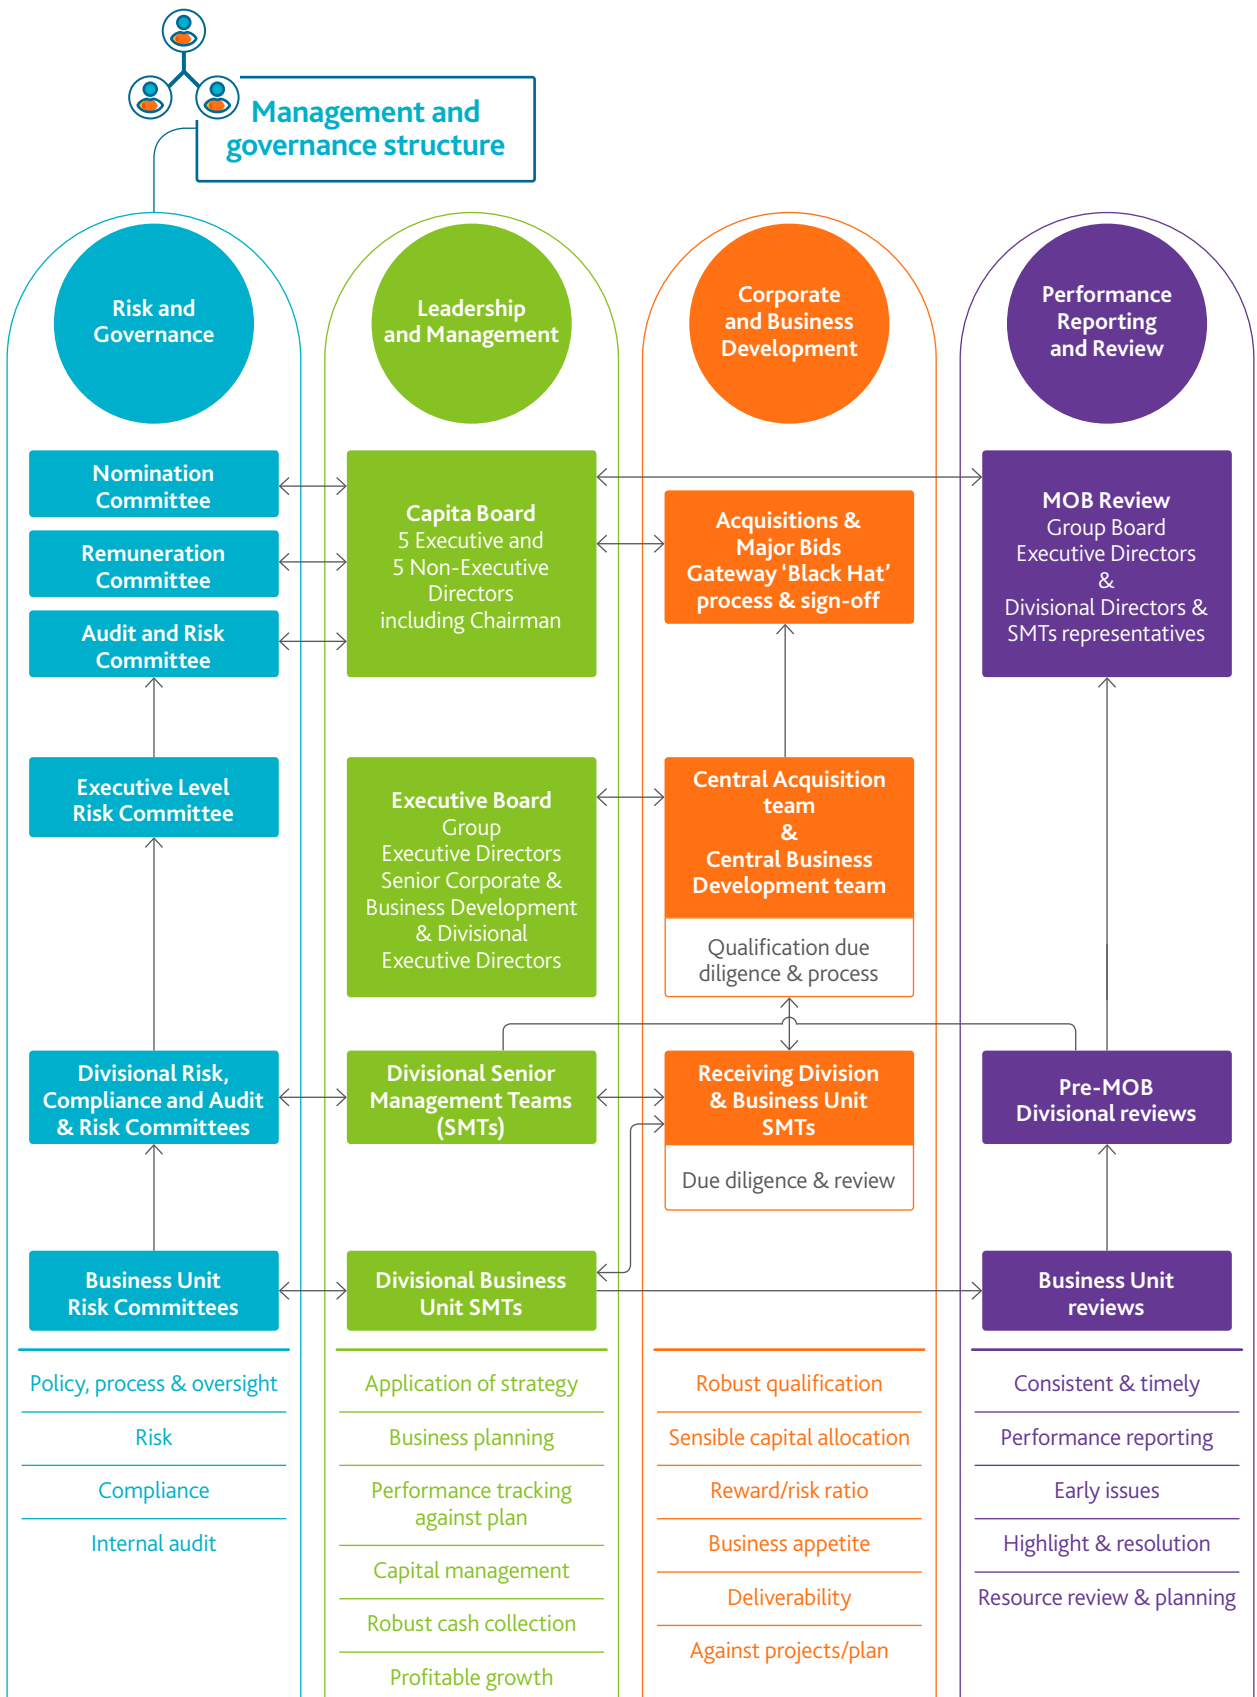 Management and
governance structure
Risk and
Governance
Nomination
Committee
Remuneration
Committee
Audit and Risk
Committee
Executive Level
Risk Committee
Divisional Risk,
Compliance and Audit
& Risk Committees
Business Unit
Risk Committees
Policy, process & oversight
Risk
Compliance
Internal audit
Leadership
and Management
Capita Board
5 Executive and
5 Non-Executive
Directors
including Chairman
Executive Board
Group
Executive Directors
Senior Corporate &
Business Development
& Divisional
Executive Directors
Divisional Senior
Management Teams
(SMTs)
Divisional Business
Unit SMTs
Application of strategy
Business planning
Performance tracking
against plan
Capital management
Robust cash collection
Profitable growth
Corporate
and Business
Development
Acquisitions &
Major Bids
Gateway ‘Black Hat’
process & sign-off
Central Acquisition
team
&
Central Business
Development team
Qualification due
diligence & process
Receiving Division
& Business Unit
SMTs
Due diligence & review
Robust qualification
Sensible capital allocation
Reward/risk ratio
Business appetite
Deliverability
Against projects/plan
Performance
Reporting
and Review
MOB Review
Group Board
Executive Directors
&
Divisional Directors &
SMTs representatives
Pre-MOB
Divisional reviews
Business Unit
reviews
Consistent & timely
Performance reporting
Early issues
Highlight & resolution
Resource review & planning